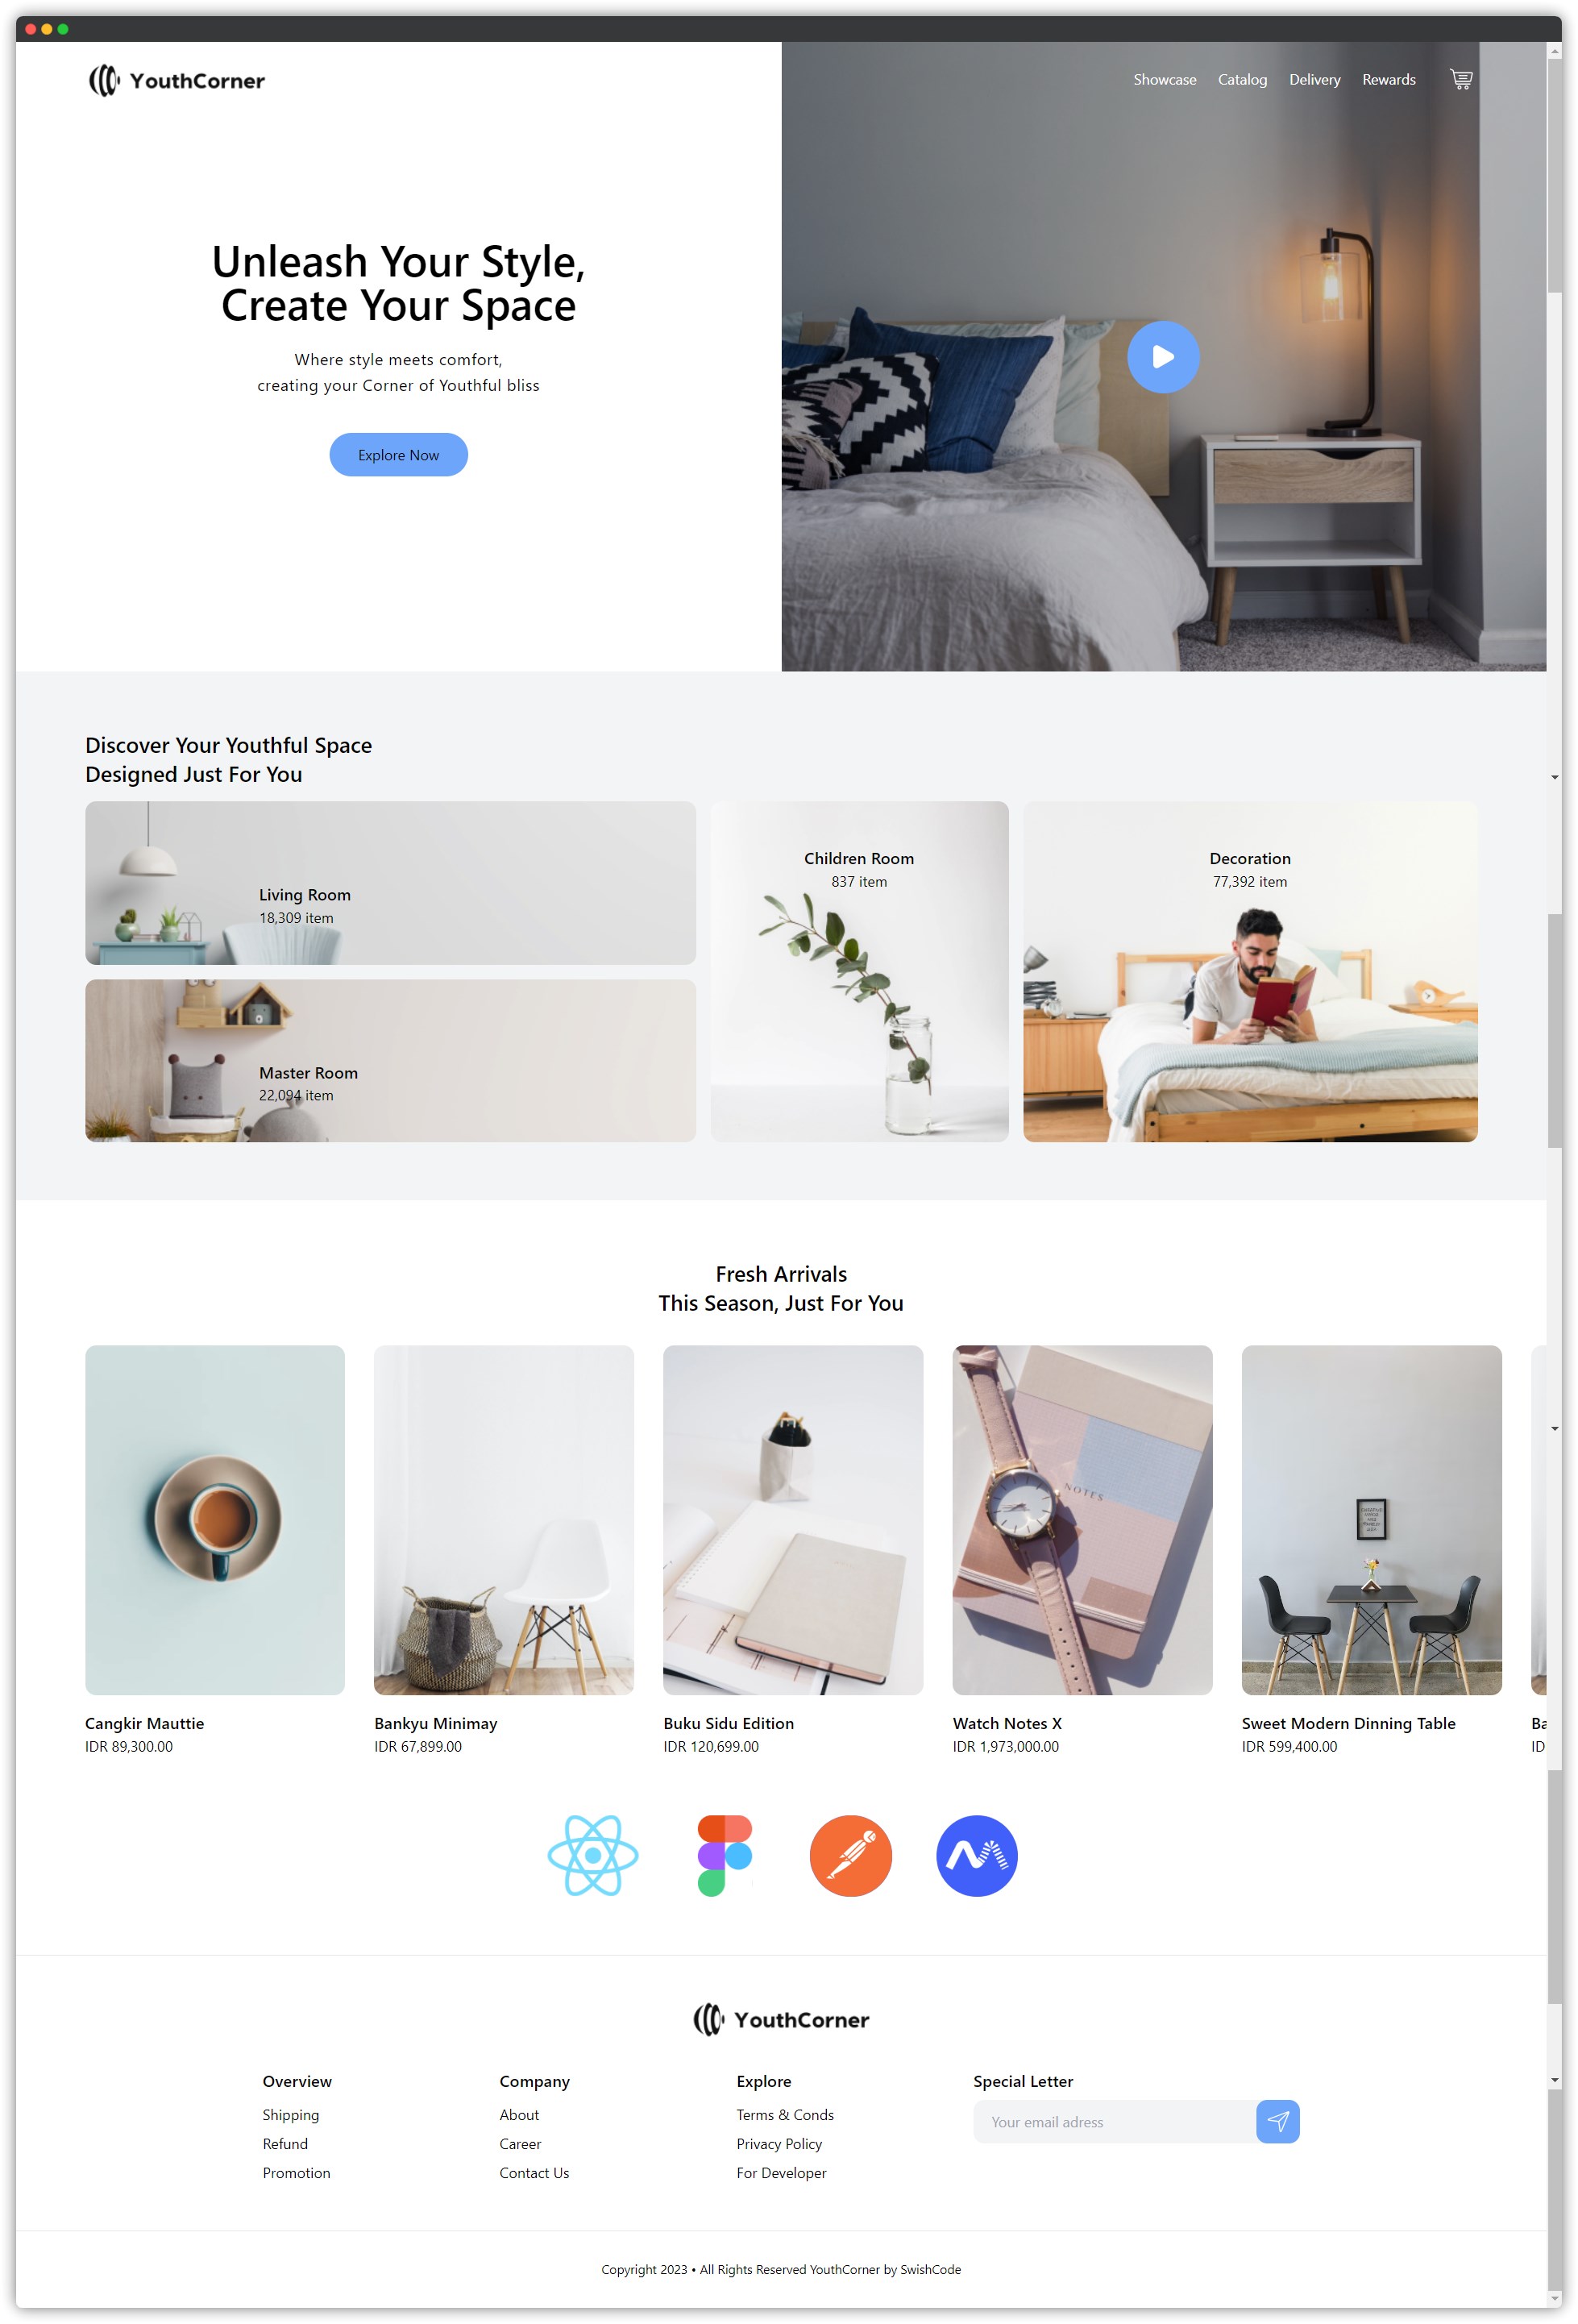 YouthCorner
Showcase Catalog Delivery Rewards
Unleash Your Style,
Create Your Space
Where style meets comfort,
creating your Corner of Youthful bliss
Explore Now
Discover Your Youthful Space
Designed Just For You
Living Room
18,309 item
Master Room
22,094 item
Children Room
837 item
Decoration
77,392 item
Fresh Arrivals
This Season, Just For You
NOTES
Cangkir Mauttie
IDR 89,300.00
Bankyu Minimay
IDR 67,899.00
Buku Sidu Edition
IDR 120,699.00
Watch Notes X
IDR 1,973,000.00
Sweet Modern Dinning Table
IDR 599,400.00
Ba
ID
YouthCorner
Overview
Shipping
Refund
Promotion
Company
About
Career
Contact Us
Explore
Terms & Conds
Privacy Policy
For Developer
Special Letter
Your email adress
Copyright 2023 • All Rights Reserved YouthCorner by SwishCode